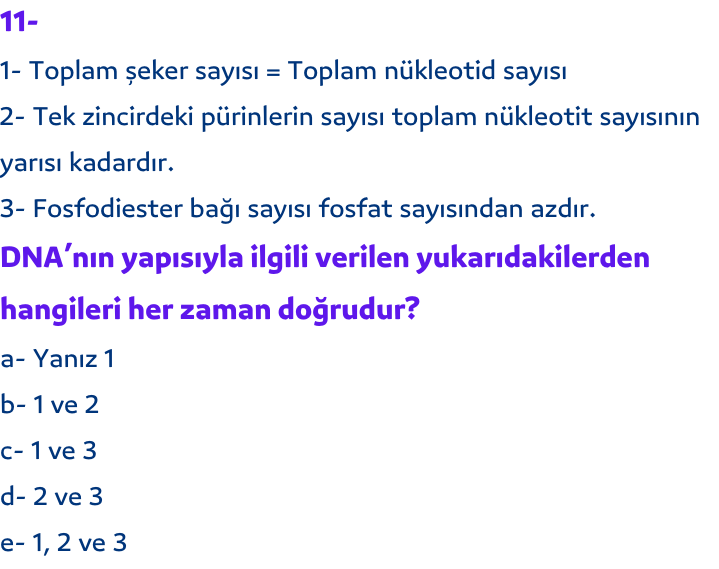 11-
1- Toplam şeker sayısı = Toplam nükleotid sayısı
2- Tek zincirdeki pürinlerin sayısı toplam nükleotit sayısının
yarısı kadardır.
3- Fosfodiester bağı sayısı fosfat sayısından azdır.
DNA’nın yapısıyla ilgili verilen yukarıdakilerden
hangileri her zaman doğrudur?
a- Yanız 1
b- 1 ve 2
c- 1 ve 3
d- 2 ve 3
e- 1, 2 ve 3